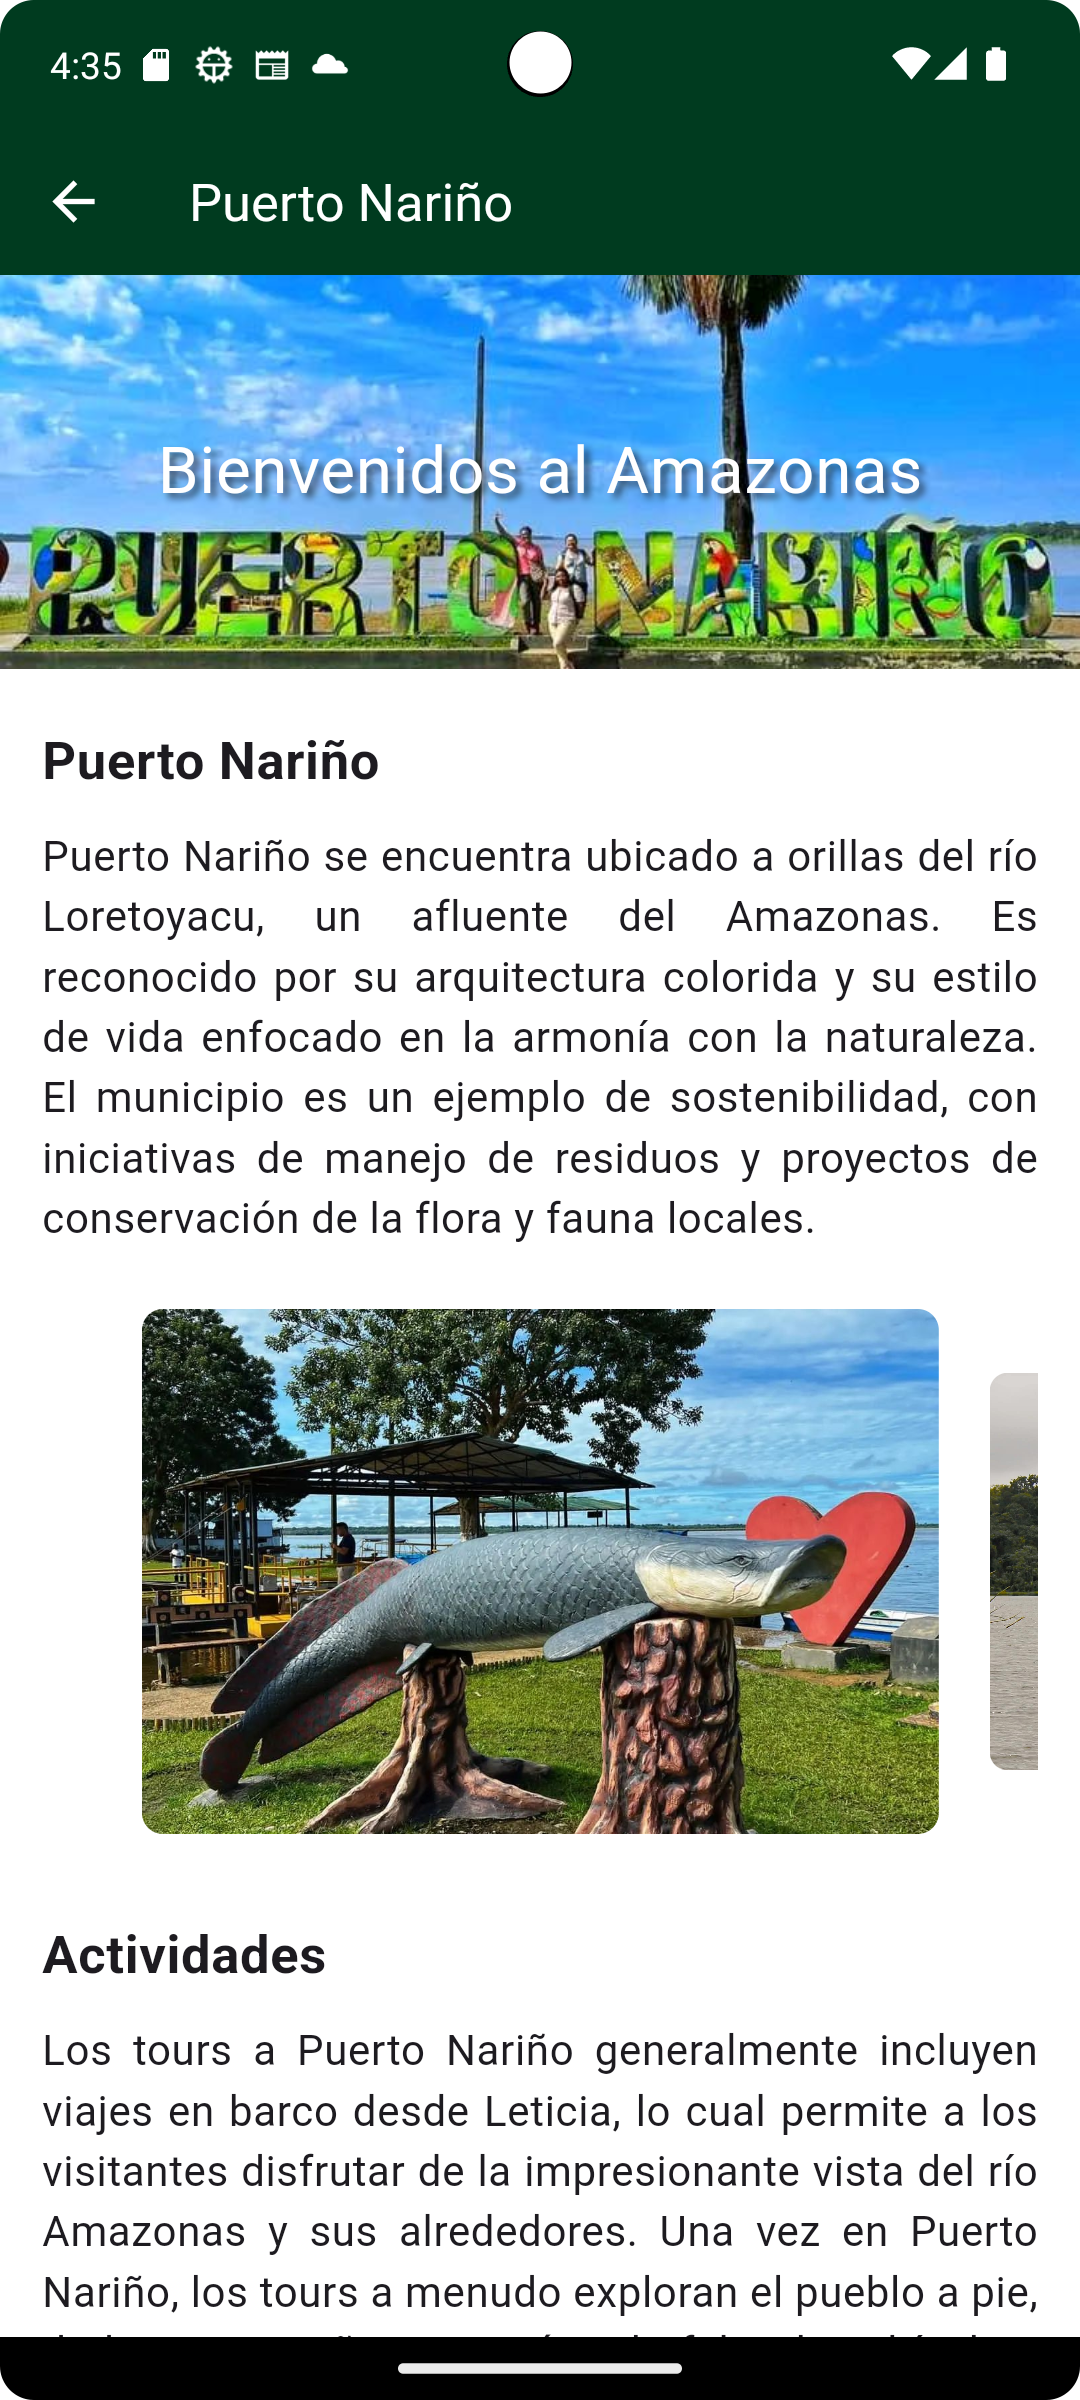 4:35
Puerto Nariño
Bienvenidos al Amazonas
PUERTO NARIÑO
Puerto Nariño
Puerto Nariño se encuentra ubicado a orillas del río
Loretoyacu, un afluente del Amazonas. Es
reconocido por su arquitectura colorida y su estilo
de vida enfocado en la armonía con la naturaleza.
El municipio es un ejemplo de sostenibilidad, con
iniciativas de manejo de residuos y proyectos de
conservación de la flora y fauna locales.
Actividades
Los tours a Puerto Nariño generalmente incluyen
viajes en barco desde Leticia, lo cual permite a los
visitantes disfrutar de la impresionante vista del río
Amazonas y sus alrededores. Una vez en Puerto
Nariño, los tours a menudo exploran el pueblo a pie,